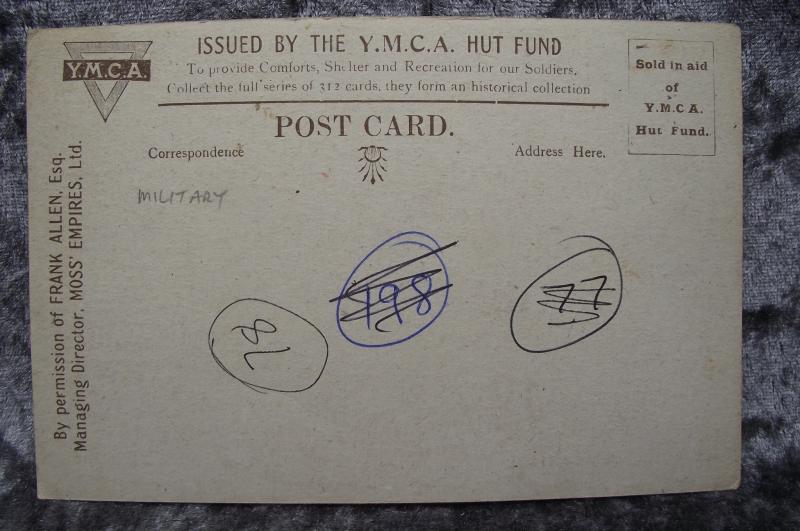 Y.M.C.A.
ISSUED BY THE Y.M.C.A. HUT FUND
To provide Comforts, Shelter and Recreation for our Soldiers.
Collect the full series of 312 cards, they form an historical collection
Sold in aid
of
Y.M.C A.
Hut Fund.
POST CARD.
Correspondence
Address Here.
MILITARY
By permission of FRANK ALLEN, Esq.
Managing Director, MOSS' EMPIRES, Ltd.
78
198
77